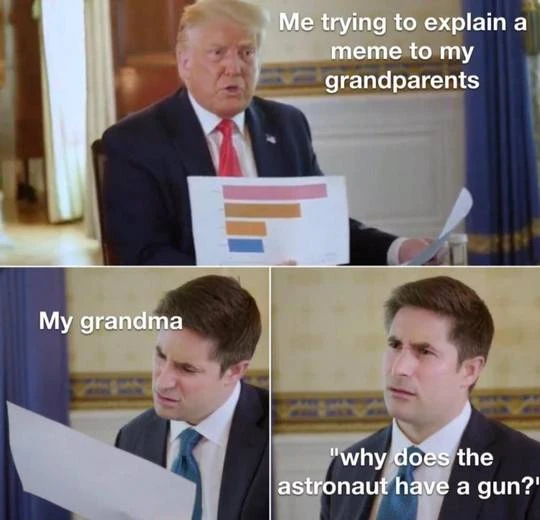 Me trying to explain a
meme to my
grandparents
My grandma
"why does the
astronaut have a gun?"